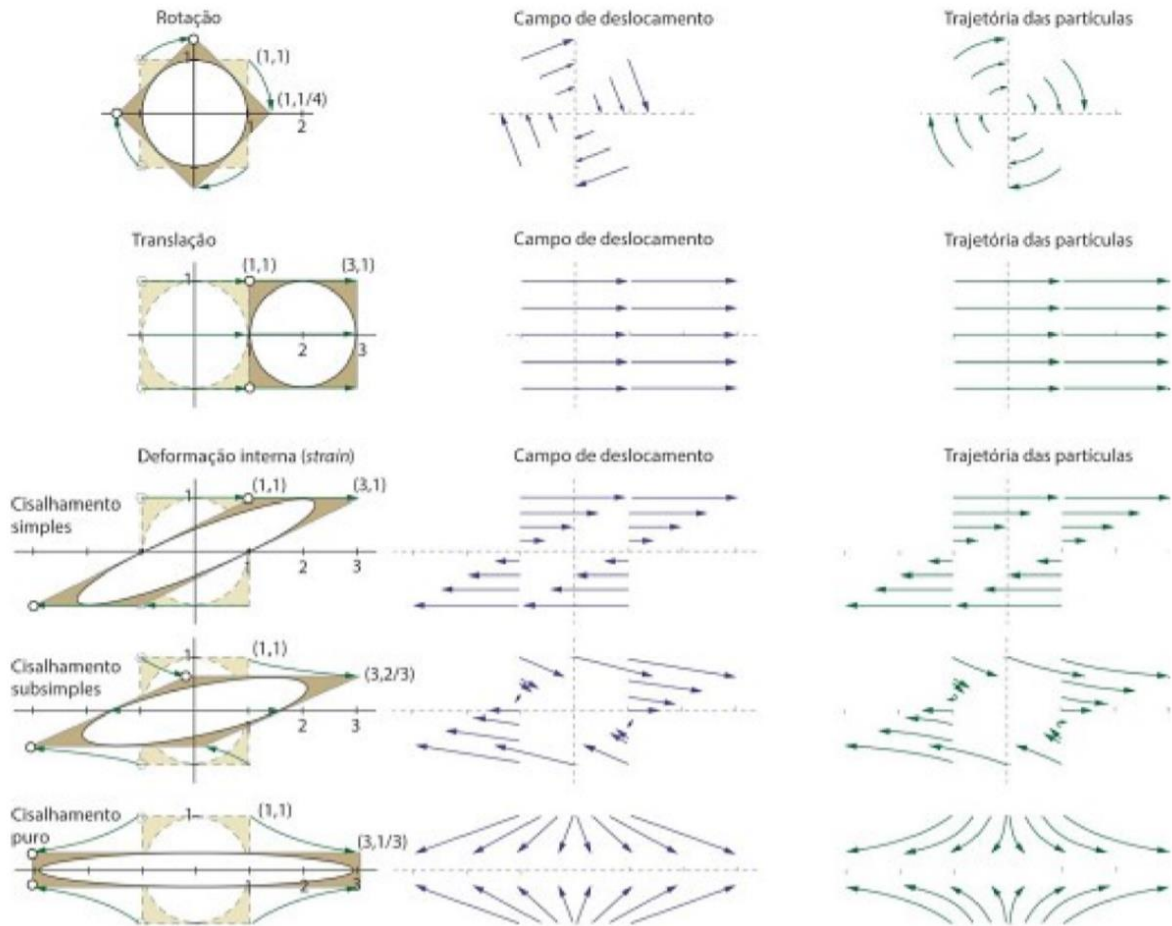 Rotação
Campo de deslocamento
Trajetória das partículas
1
(1,1)
(1,1/4)
1
2
Translação
Campo de deslocamento
Trajetória das partículas
1
(1,1)
(3,1)
2
3
Deformação interna (strain)
Campo de deslocamento
Trajetória das partículas
Cisalhamento
simples
1
(1,1)
(3,1)
1
2
3
Cisalhamento
subsimples
1
(1,1)
(3,2/3)
2
3
Cisalhamento
puro
1
(1,1)
(3,1/3)
2
3